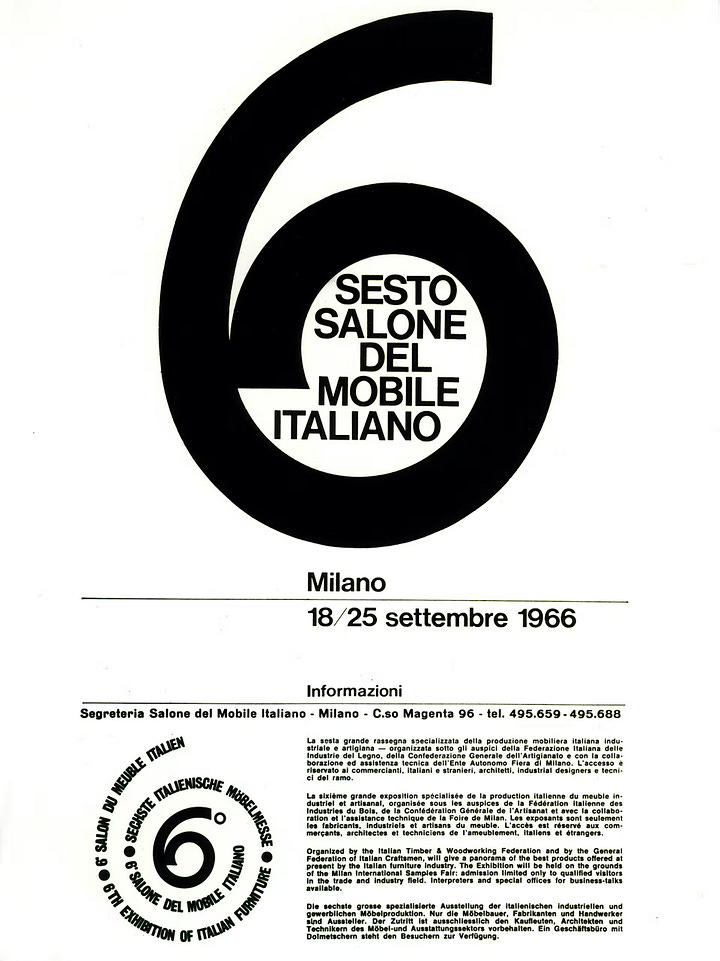 6
SESTO
SALONE
DEL
MOBILE
ITALIANO
Milano
18/25 settembre 1966
Informazioni
Segreteria Salone del Mobile Italiano - Milano - C.so Magenta 96 - tel. 495.659-495.688
6° SALON DU MEUBLE ITALIEN
SECHSTE ITALIENISCHE MÖBELMESSE
6°
6° SALONE DEL MOBILE ITALIANO
6TH EXHIBITION OF ITALIAN FURNITURE
La sesta grande rassegna specializzata della produzione mobiliera italiana indu-
striale e artigiana — organizzata sotto gli auspici della Federazione Italiana delle
Industrie del Legno, della Confederazione Generale dell'Artigianato e con la colla-
borazione ed assistenza tecnica dell'Ente Autonomo Fiera di Milano. L'accesso è
riservato ai commercianti, italiani e stranieri, architetti, industrial designers e tecni-
ci del ramo.
La sixième grande exposition spécialisée de la production italienne du meuble in-
dustriel et artisanal, organisée sous les auspices de la Fédération Italienne des
Industries du Bois, de la Confédération Générale de l'Artisanat et avec la collabo-
ration et l'assistance technique de la Foire de Milan. Les exposants sont seulement
les fabricants, industriels et artisans du meuble. L'accès est réservé aux com-
merçants, architectes et techniciens de l'ameublement, italiens et étrangers.
Organized by the Italian Timber & Woodworking Federation and by the General
Federation of Italian Craftsmen, will give a panorama of the best products offered at
present by the Italian furniture industry. The Exhibition will be held on the grounds
of the Milan International Samples Fair: admission limited only to qualified visitors
in the trade and industry field. Interpreters and special offices for business-talks
available.
Die sechste grosse spezialisierte Ausstellung der italienischen industriellen und
gewerblichen Möbelproduktion. Nur die Möbelbauer, Fabrikanten und Handwerker
sind Aussteller. Der Zutritt ist ausschliesslich den Kaufleuten, Architekten und
Technikern des Möbel-und Ausstattungssektors vorbehalten. Ein Geschäftsbüro mit
Dolmetschern steht den Besuchern zur Verfügung.